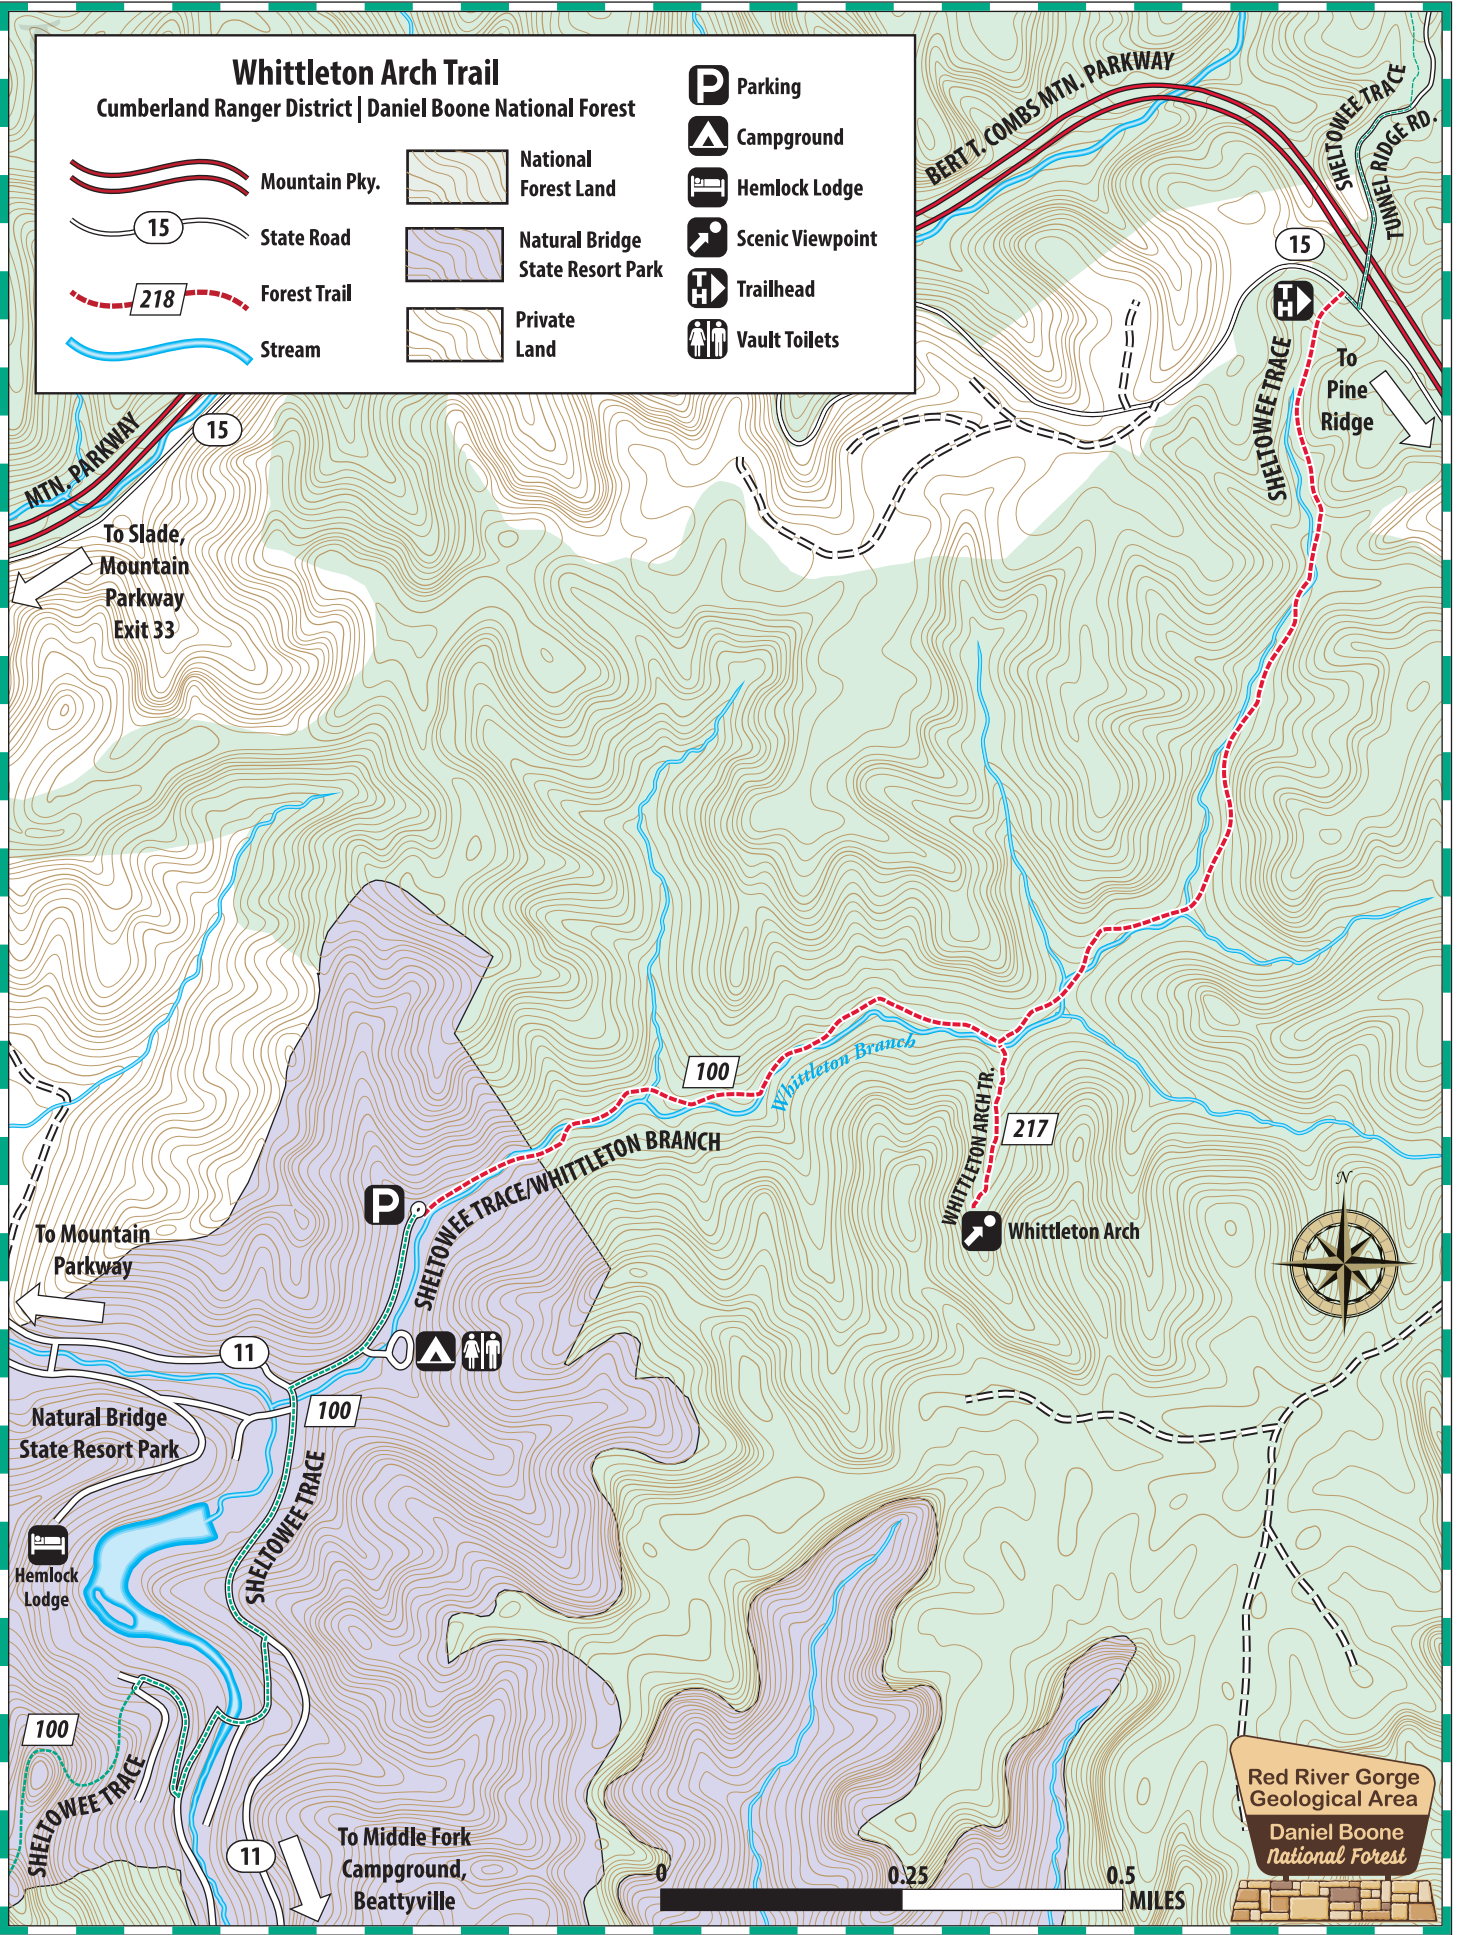 Whittleton Arch Trail
Cumberland Ranger District | Daniel Boone National Forest
Mountain Pky.
15
State Road
218
Forest Trail
Stream
National
Forest Land
Natural Bridge
State Resort Park
Private
Land
Parking
Campground
Hemlock Lodge
Scenic Viewpoint
TH
Trailhead
Vault Toilets
P
BERT T. COMBS MTN. PARKWAY
SHELTOWEE TRACE
TUNNEL RIDGE RD.
15
TH
To
Pine
Ridge
SHELTOWEE TRACE
MTN. PARKWAY
15
To Slade,
Mountain
Parkway
Exit 33
100
Whittleton Branch
WHITTLETON ARCH TR.
217
Whittleton Arch
SHELTOWEE TRACE/WHITTLETON BRANCH
P
N
To Mountain
Parkway
11
100
Natural Bridge
State Resort Park
SHELTOWEE TRACE
Hemlock
Lodge
100
SHELTOWEE TRACE
11
To Middle Fork
Campground,
Beattyville
0 0.25 0.5
MILES
Red River Gorge
Geological Area
Daniel Boone
National Forest